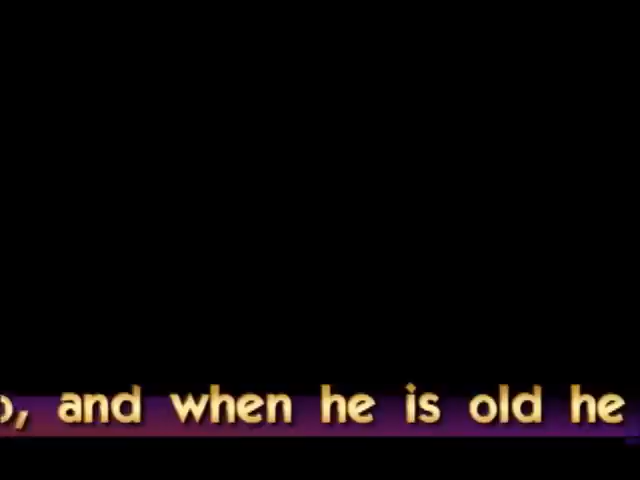 , and when he is old he